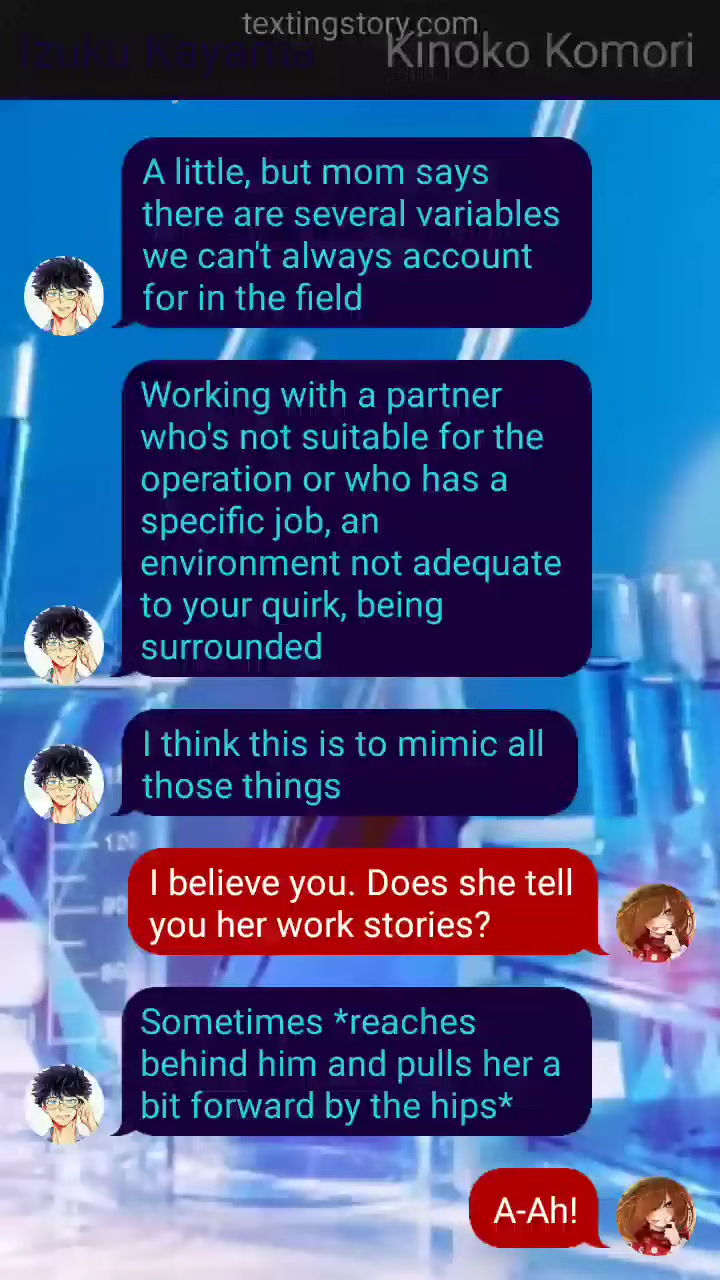 textingstory.com
Izuku Kayama
Kinoko Komori
A little, but mom says
there are several variables
we can't always account
for in the field
Working with a partner
who's not suitable for the
operation or who has a
specific job, an
environment not adequate
to your quirk, being
surrounded
I think this is to mimic all
those things
I believe you. Does she tell
you her work stories?
Sometimes *reaches
behind him and pulls her a
bit forward by the hips*
A-Ah!